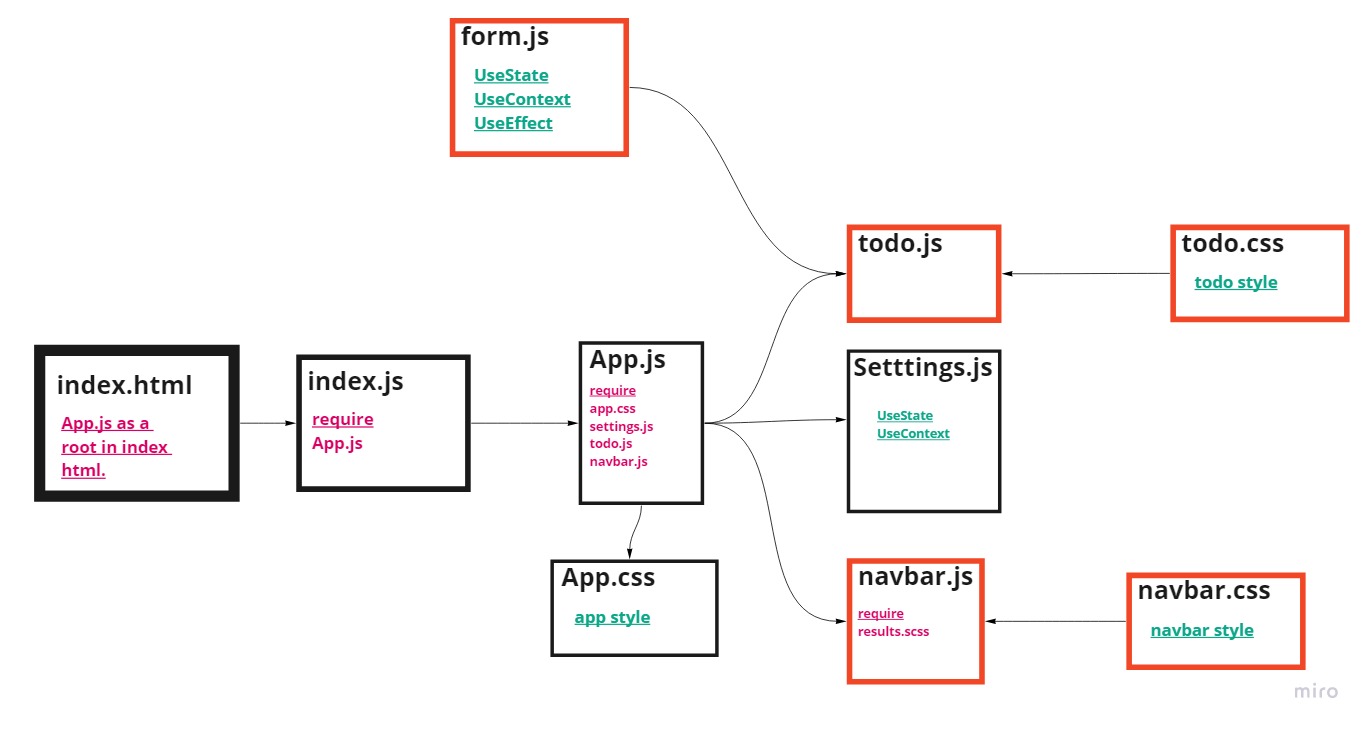 form.js
UseState
UseContext
UseEffect
todo.js
todo.css
todo style
index.html
App.js as a
root in index
html.
index.js
require
App.js
App.js
require
app.css
settings.js
todo.js
navbar.js
Setttings.js
UseState
UseContext
App.css
app style
navbar.js
require
results.scss
navbar.css
navbar style
miro